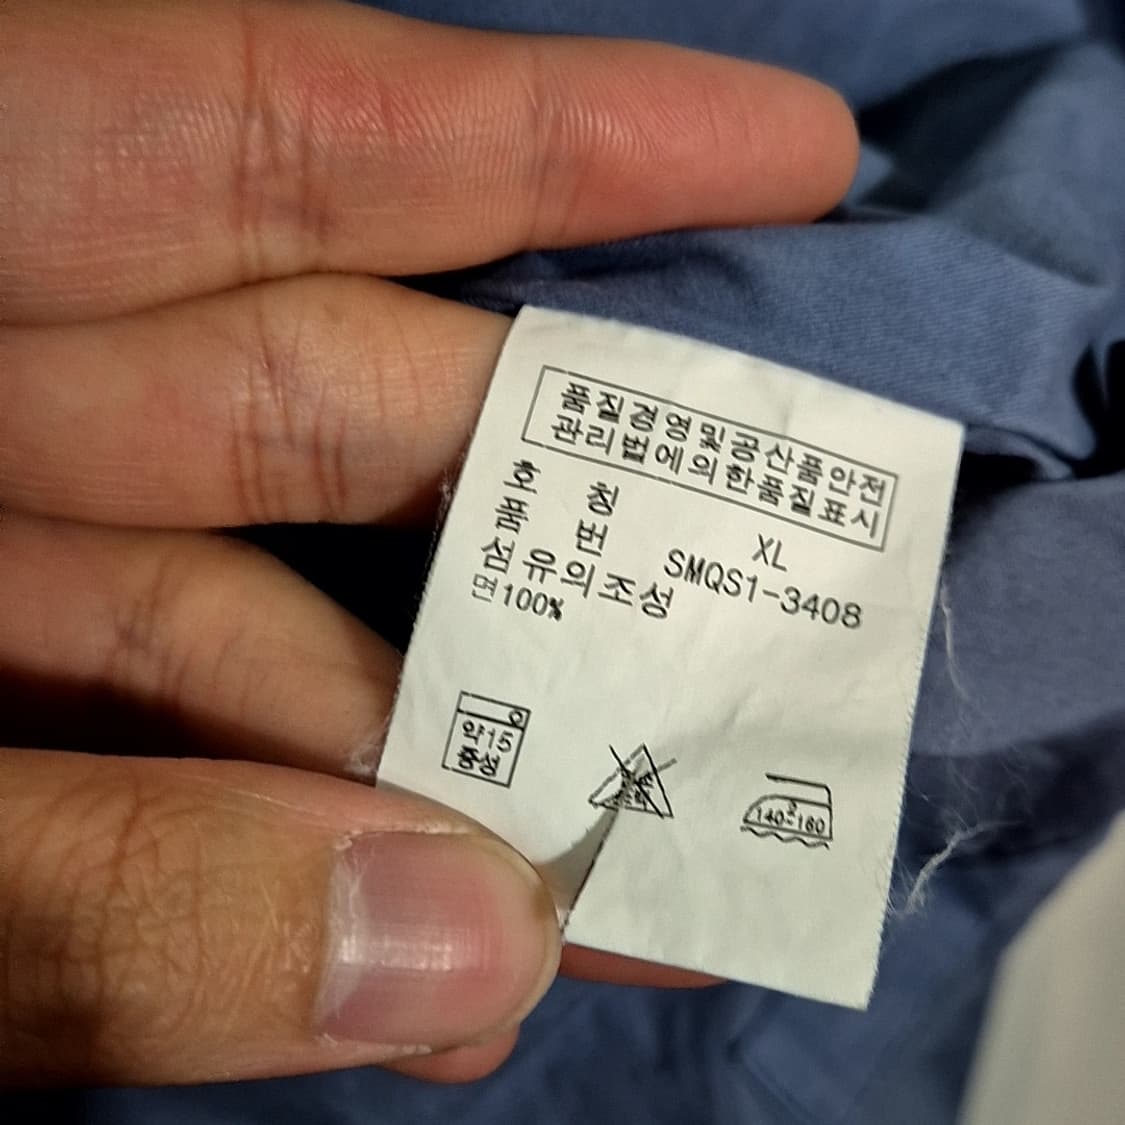 품질경영및공산품안전
관리법에의한품질표시
호 칭 XL
품 번 SMQS1-3408
섬유의조성
면100%
약15
중성
2
140~160